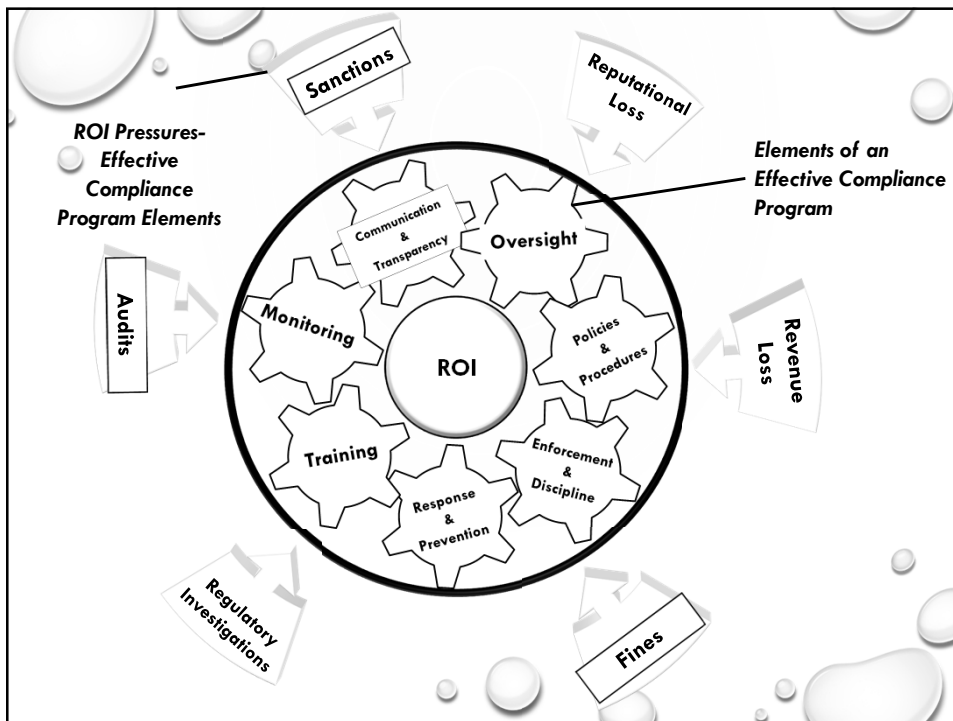 Sanctions
Reputational
Loss
ROI Pressures-
Effective
Compliance
Program Elements
Elements of an
Effective Compliance
Program
Communication
&
Transparency
Oversight
Audits
Monitoring
ROI
Policies
&
Procedures
Revenue
Loss
Training
Enforcement
&
Discipline
Response
&
Prevention
Regulatory
Investigations
Fines